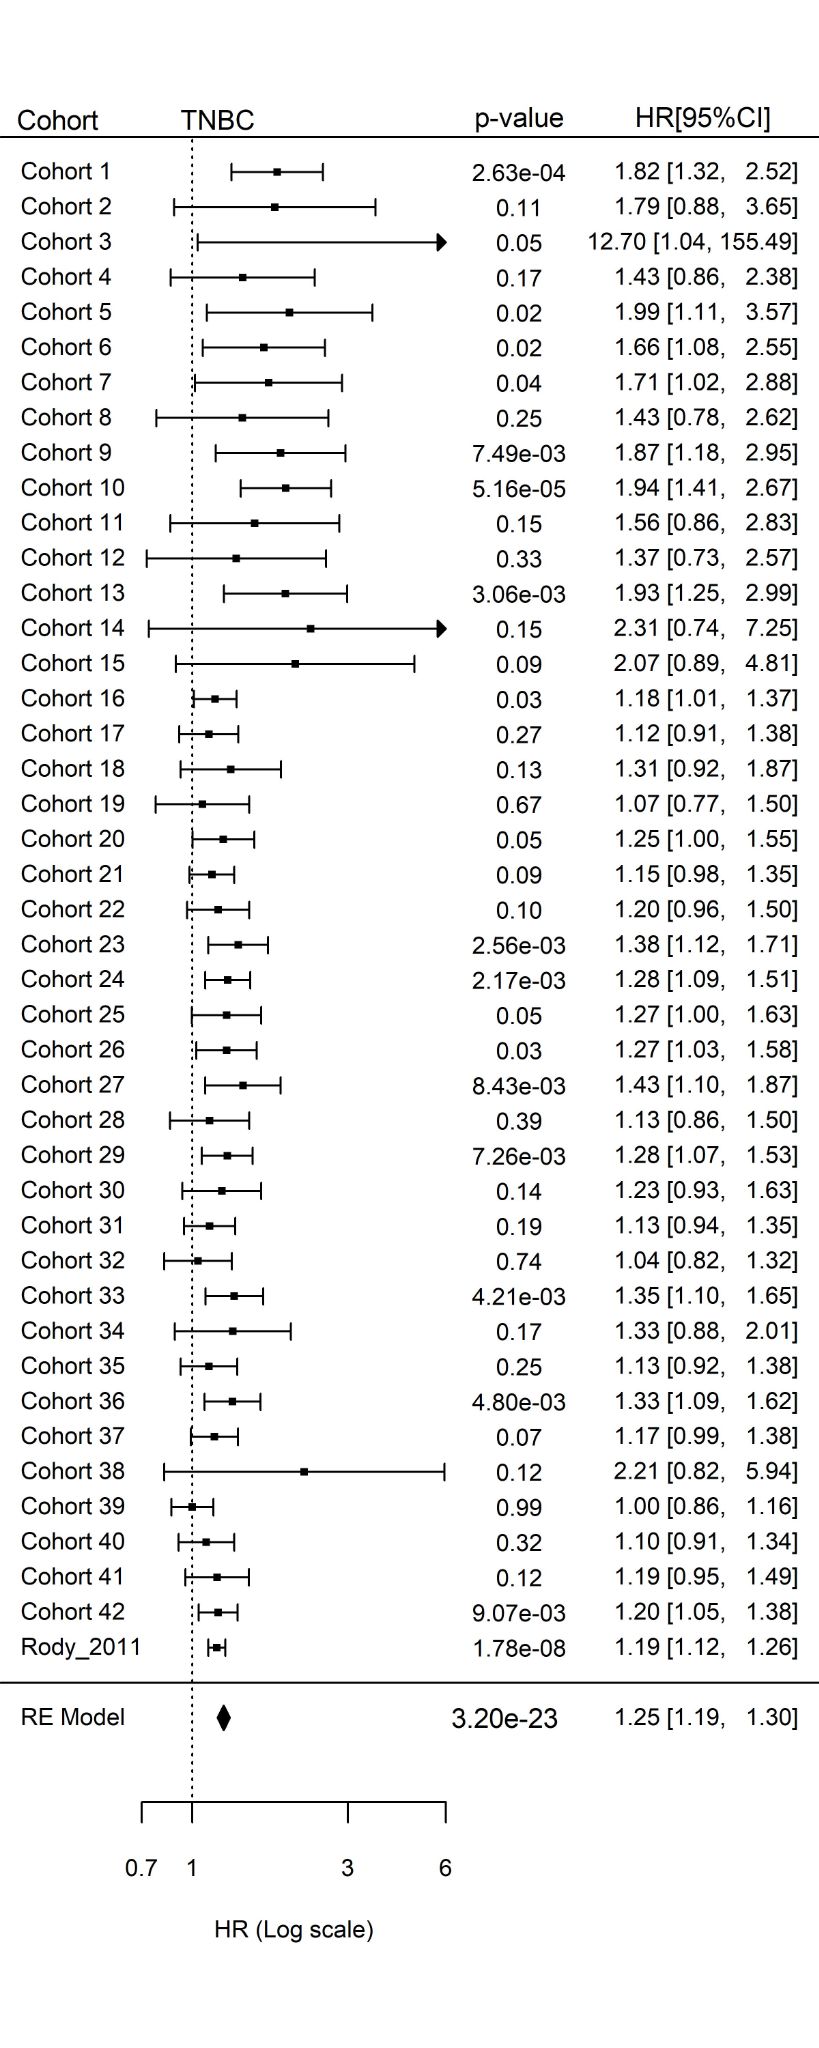 Cohort TNBC p-value HR[95%CI]
Cohort 1 2.63e-04 1.82 [1.32, 2.52]
Cohort 2 0.11 1.79 [0.88, 3.65]
Cohort 3 0.05 12.70 [1.04, 155.49]
Cohort 4 0.17 1.43 [0.86, 2.38]
Cohort 5 0.02 1.99 [1.11, 3.57]
Cohort 6 0.02 1.66 [1.08, 2.55]
Cohort 7 0.04 1.71 [1.02, 2.88]
Cohort 8 0.25 1.43 [0.78, 2.62]
Cohort 9 7.49e-03 1.87 [1.18, 2.95]
Cohort 10 5.16e-05 1.94 [1.41, 2.67]
Cohort 11 0.15 1.56 [0.86, 2.83]
Cohort 12 0.33 1.37 [0.73, 2.57]
Cohort 13 3.06e-03 1.93 [1.25, 2.99]
Cohort 14 0.15 2.31 [0.74, 7.25]
Cohort 15 0.09 2.07 [0.89, 4.81]
Cohort 16 0.03 1.18 [1.01, 1.37]
Cohort 17 0.27 1.12 [0.91, 1.38]
Cohort 18 0.13 1.31 [0.92, 1.87]
Cohort 19 0.67 1.07 [0.77, 1.50]
Cohort 20 0.05 1.25 [1.00, 1.55]
Cohort 21 0.09 1.15 [0.98, 1.35]
Cohort 22 0.10 1.20 [0.96, 1.50]
Cohort 23 2.56e-03 1.38 [1.12, 1.71]
Cohort 24 2.17e-03 1.28 [1.09, 1.51]
Cohort 25 0.05 1.27 [1.00, 1.63]
Cohort 26 0.03 1.27 [1.03, 1.58]
Cohort 27 8.43e-03 1.43 [1.10, 1.87]
Cohort 28 0.39 1.13 [0.86, 1.50]
Cohort 29 7.26e-03 1.28 [1.07, 1.53]
Cohort 30 0.14 1.23 [0.93, 1.63]
Cohort 31 0.19 1.13 [0.94, 1.35]
Cohort 32 0.74 1.04 [0.82, 1.32]
Cohort 33 4.21e-03 1.35 [1.10, 1.65]
Cohort 34 0.17 1.33 [0.88, 2.01]
Cohort 35 0.25 1.13 [0.92, 1.38]
Cohort 36 4.80e-03 1.33 [1.09, 1.62]
Cohort 37 0.07 1.17 [0.99, 1.38]
Cohort 38 0.12 2.21 [0.82, 5.94]
Cohort 39 0.99 1.00 [0.86, 1.16]
Cohort 40 0.32 1.10 [0.91, 1.34]
Cohort 41 0.12 1.19 [0.95, 1.49]
Cohort 42 9.07e-03 1.20 [1.05, 1.38]
Rody_2011 1.78e-08 1.19 [1.12, 1.26]
RE Model 3.20e-23 1.25 [1.19, 1.30]
0.7 1 3 6
HR (Log scale)